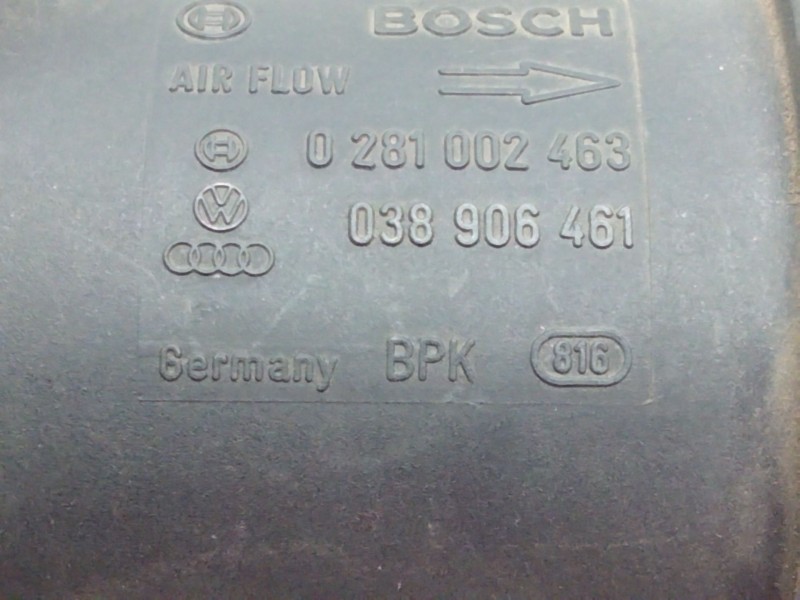 BOSCH
AIR FLOW
0 281 002 463
038 906 461
Germany BPK 816